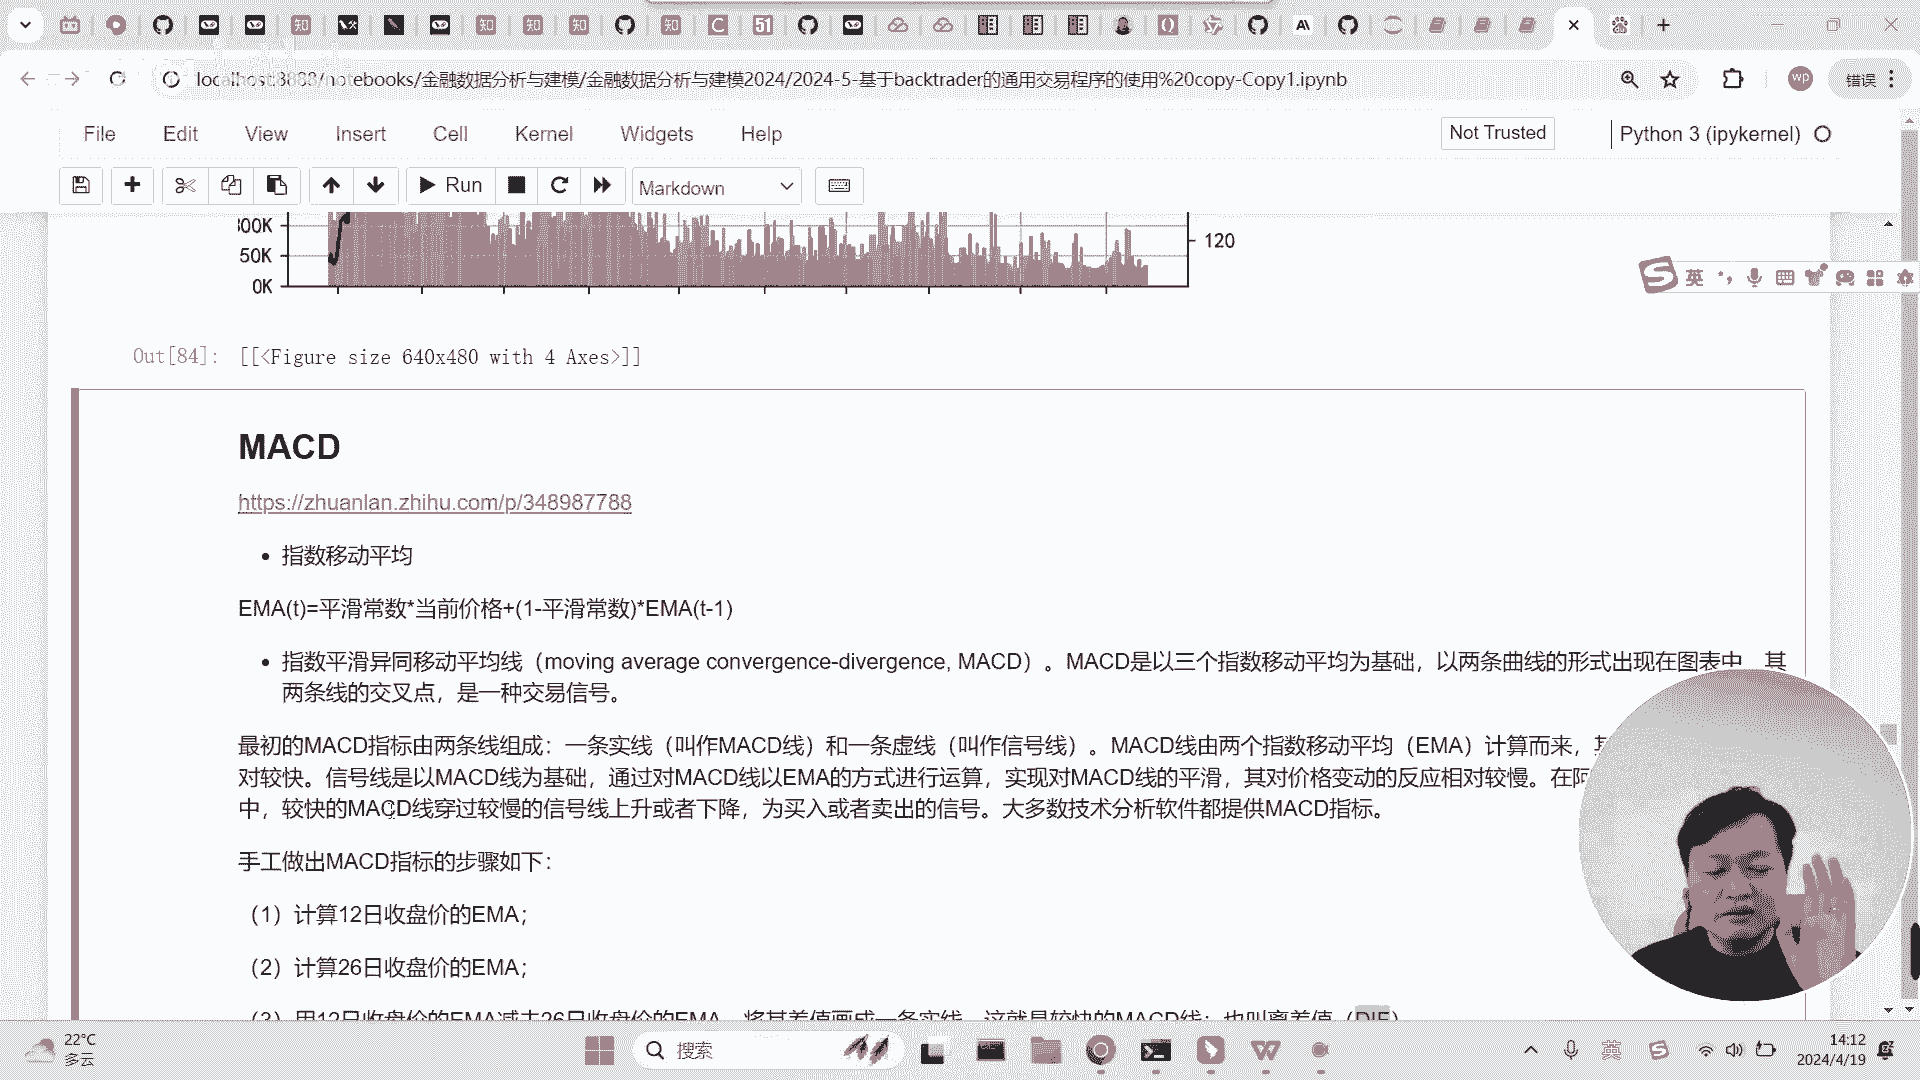 localhost:8888/notebooks/金融数据分析与建模/金融数据分析与建模2024/2024-5-基于backtrader的通用交易程序的使用%20copy-Copy1.ipynb
wp
错误
File Edit View Insert Cell Kernel Widgets Help
Not Trusted
Python 3 (ipykernel)
Run
Markdown
50K
0K
120
英
Out[84]: [[<Figure size 640x480 with 4 Axes>]]
MACD
https://zhuanlan.zhihu.com/p/348987788
指数移动平均
EMA(t)=平滑常数*当前价格+(1-平滑常数)*EMA(t-1)
指数平滑异同移动平均线（moving average convergence-divergence, MACD）。MACD是以三个指数移动平均为基础，以两条曲线的形式出现在图表中，其
两条线的交叉点，是一种交易信号。
最初的MACD指标由两条线组成：一条实线（叫作MACD线）和一条虚线（叫作信号线）。MACD线由两个指数移动平均（EMA）计算而来，
对较快。信号线是以MACD线为基础，通过对MACD线以EMA的方式进行运算，实现对MACD线的平滑，其对价格变动的反应相对较慢。在
中，较快的MACD线穿过较慢的信号线上升或者下降，为买入或者卖出的信号。大多数技术分析软件都提供MACD指标。
手工做出MACD指标的步骤如下：
（1）计算12日收盘价的EMA；
（2）计算26日收盘价的EMA；
（3）用12日收盘价的EMA减去26日收盘价的EMA，将其差值画成一条实线，这就是较快的MACD线；也叫离差值（DIF）
22°C
多云
搜索
英
14:12
2024/4/19